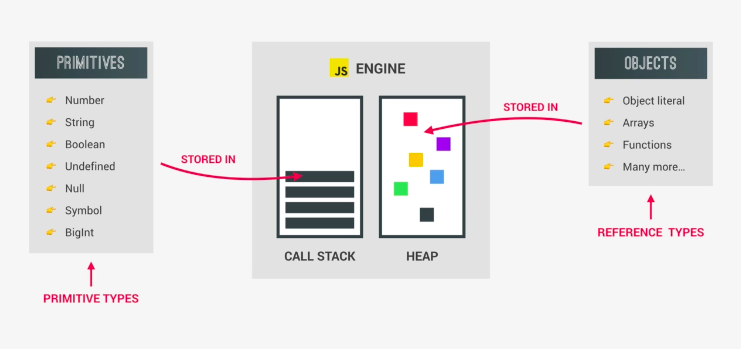 PRIMITIVES
Number
String
Boolean
Undefined
Null
Symbol
BigInt
PRIMITIVE TYPES
STORED IN
JS ENGINE
CALL STACK
HEAP
STORED IN
OBJECTS
Object literal
Arrays
Functions
Many more...
REFERENCE TYPES